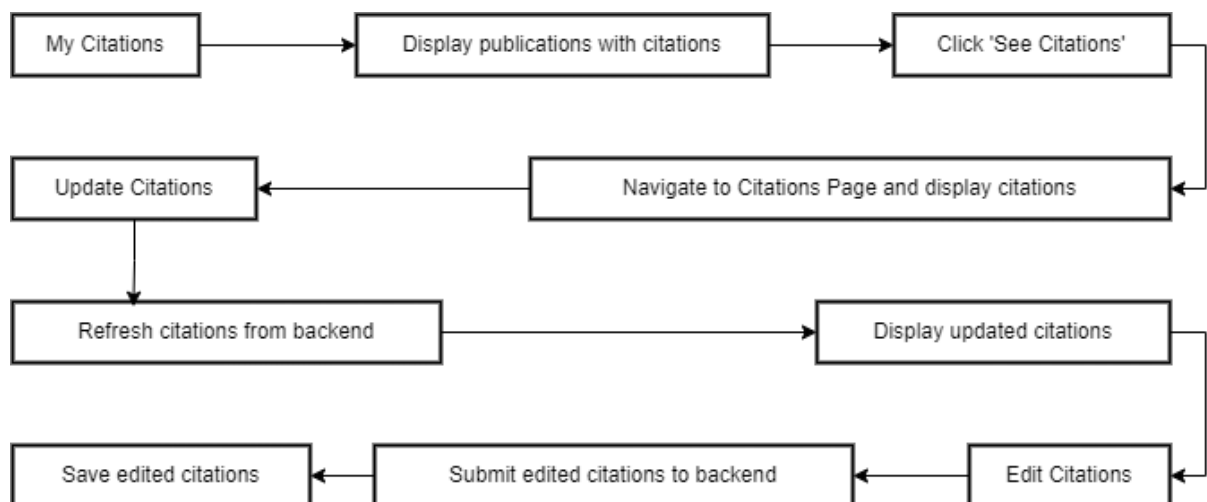 My Citations
Display publications with citations
Click 'See Citations'
Navigate to Citations Page and display citations
Update Citations
Refresh citations from backend
Display updated citations
Edit Citations
Submit edited citations to backend
Save edited citations